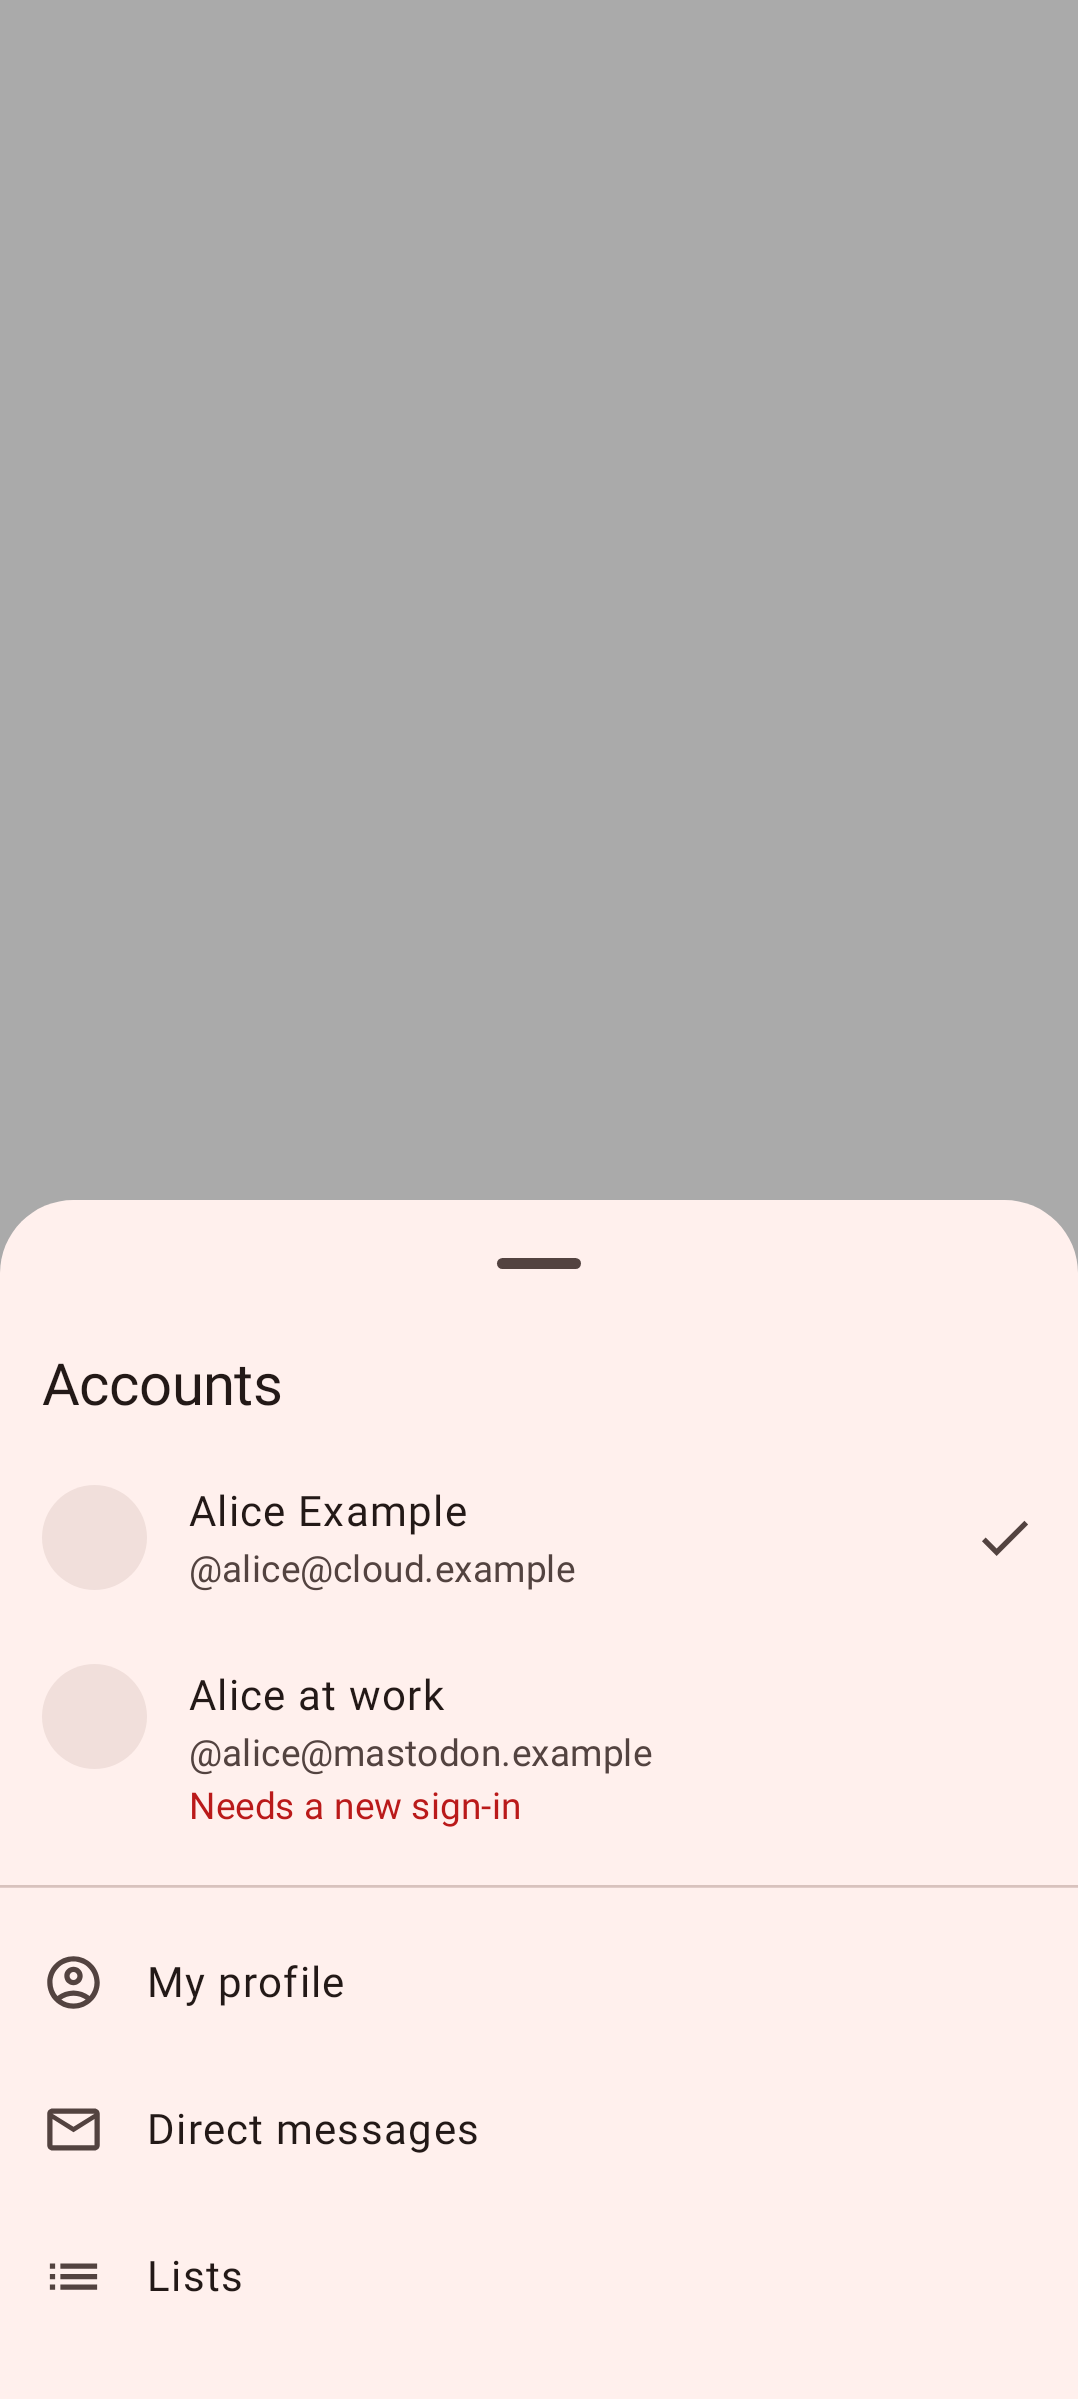 Accounts
Alice Example
@alice@cloud.example
Alice at work
@alice@mastodon.example
Needs a new sign-in
My profile
Direct messages
Lists